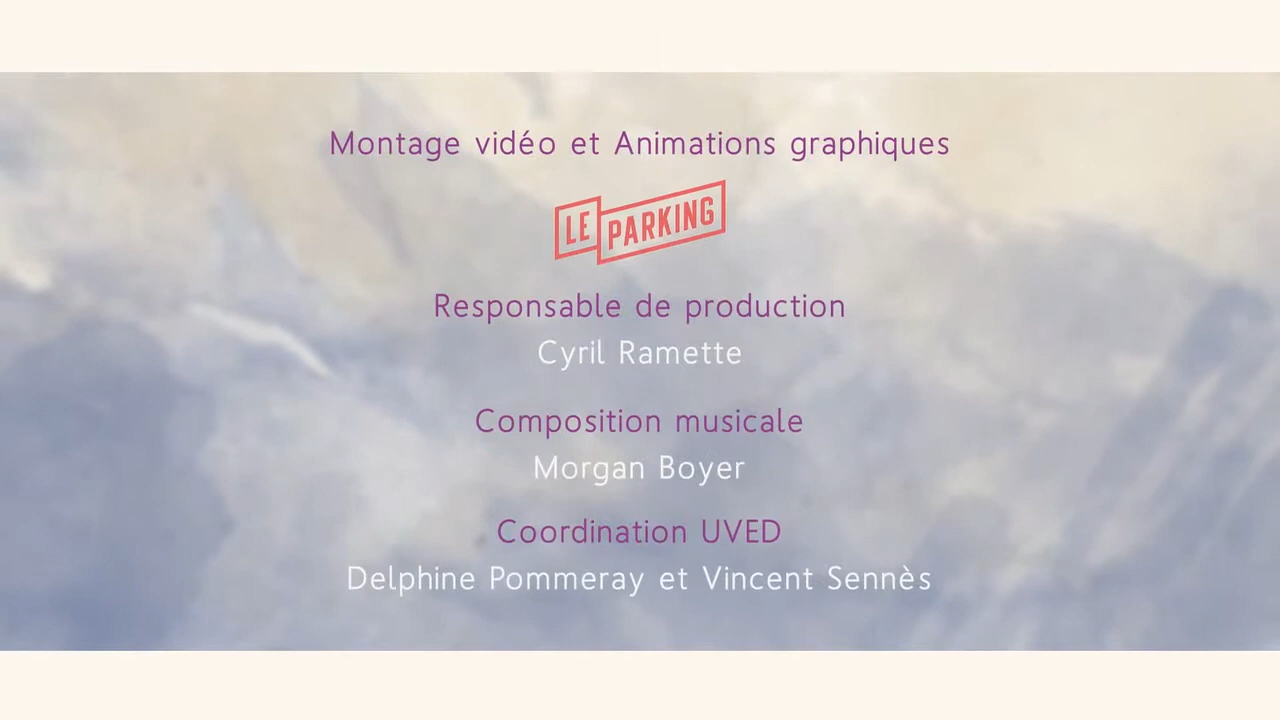 Montage vidéo et Animations graphiques
LE PARKING
Responsable de production
Cyril Ramette
Composition musicale
Morgan Boyer
Coordination UVED
Delphine Pommeray et Vincent Sennès